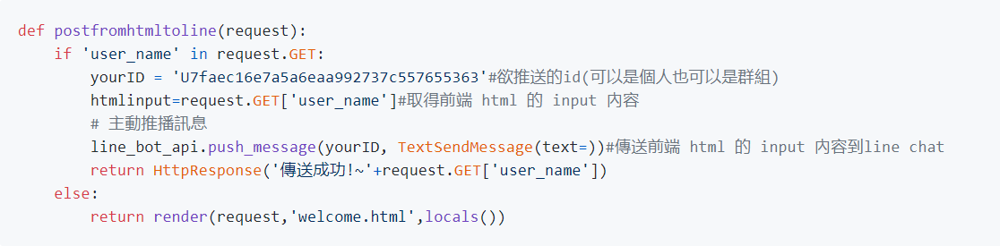 def postfromhtmltoline(request):
    if 'user_name' in request.GET:
        yourID = 'U7faec16e7a5a6eaa992737c557655363'#欲推送的id(可以是個人也可以是群組)
        htmlinput=request.GET['user_name']#取得前端 html 的 input 内容
        # 主動推播訊息
        line_bot_api.push_message(yourID, TextSendMessage(text=))#傳送前端 html 的 input 内容到line chat
        return HttpResponse('傳送成功!~'+request.GET['user_name'])
    else:
        return render(request,'welcome.html',locals())